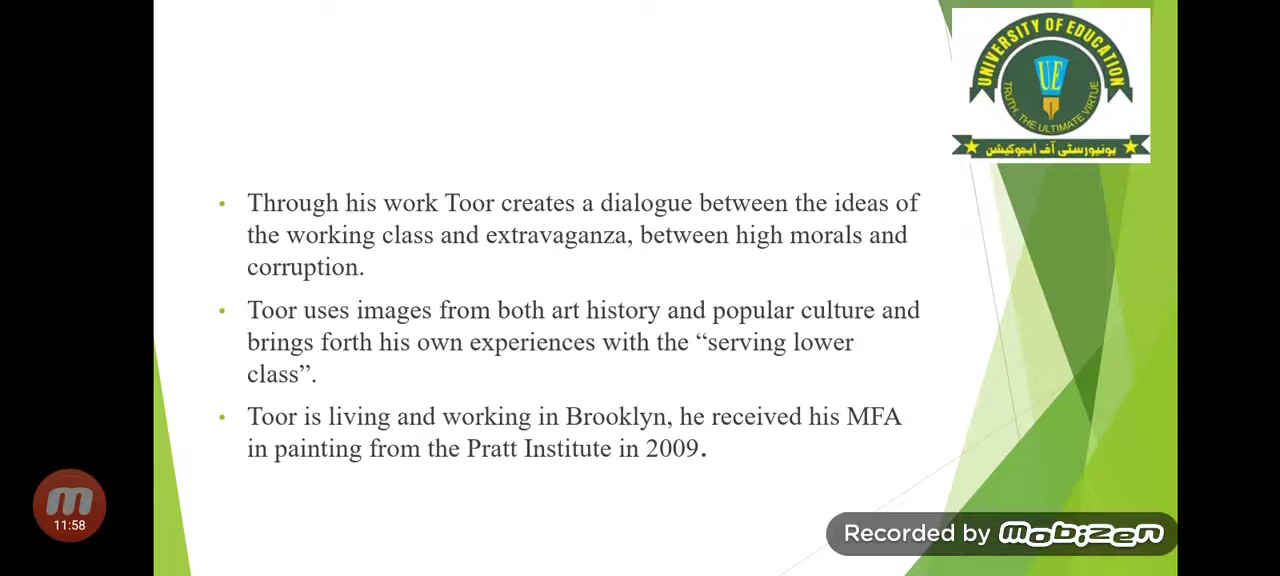 UNIVERSITY OF EDUCATION
UE
TRUTH, THE ULTIMATE VIRTUE
یونیورسٹی آف ایجوکیشن
• Through his work Toor creates a dialogue between the ideas of
the working class and extravaganza, between high morals and
corruption.
• Toor uses images from both art history and popular culture and
brings forth his own experiences with the “serving lower
class”.
• Toor is living and working in Brooklyn, he received his MFA
in painting from the Pratt Institute in 2009.
11:58
Recorded by mobizen